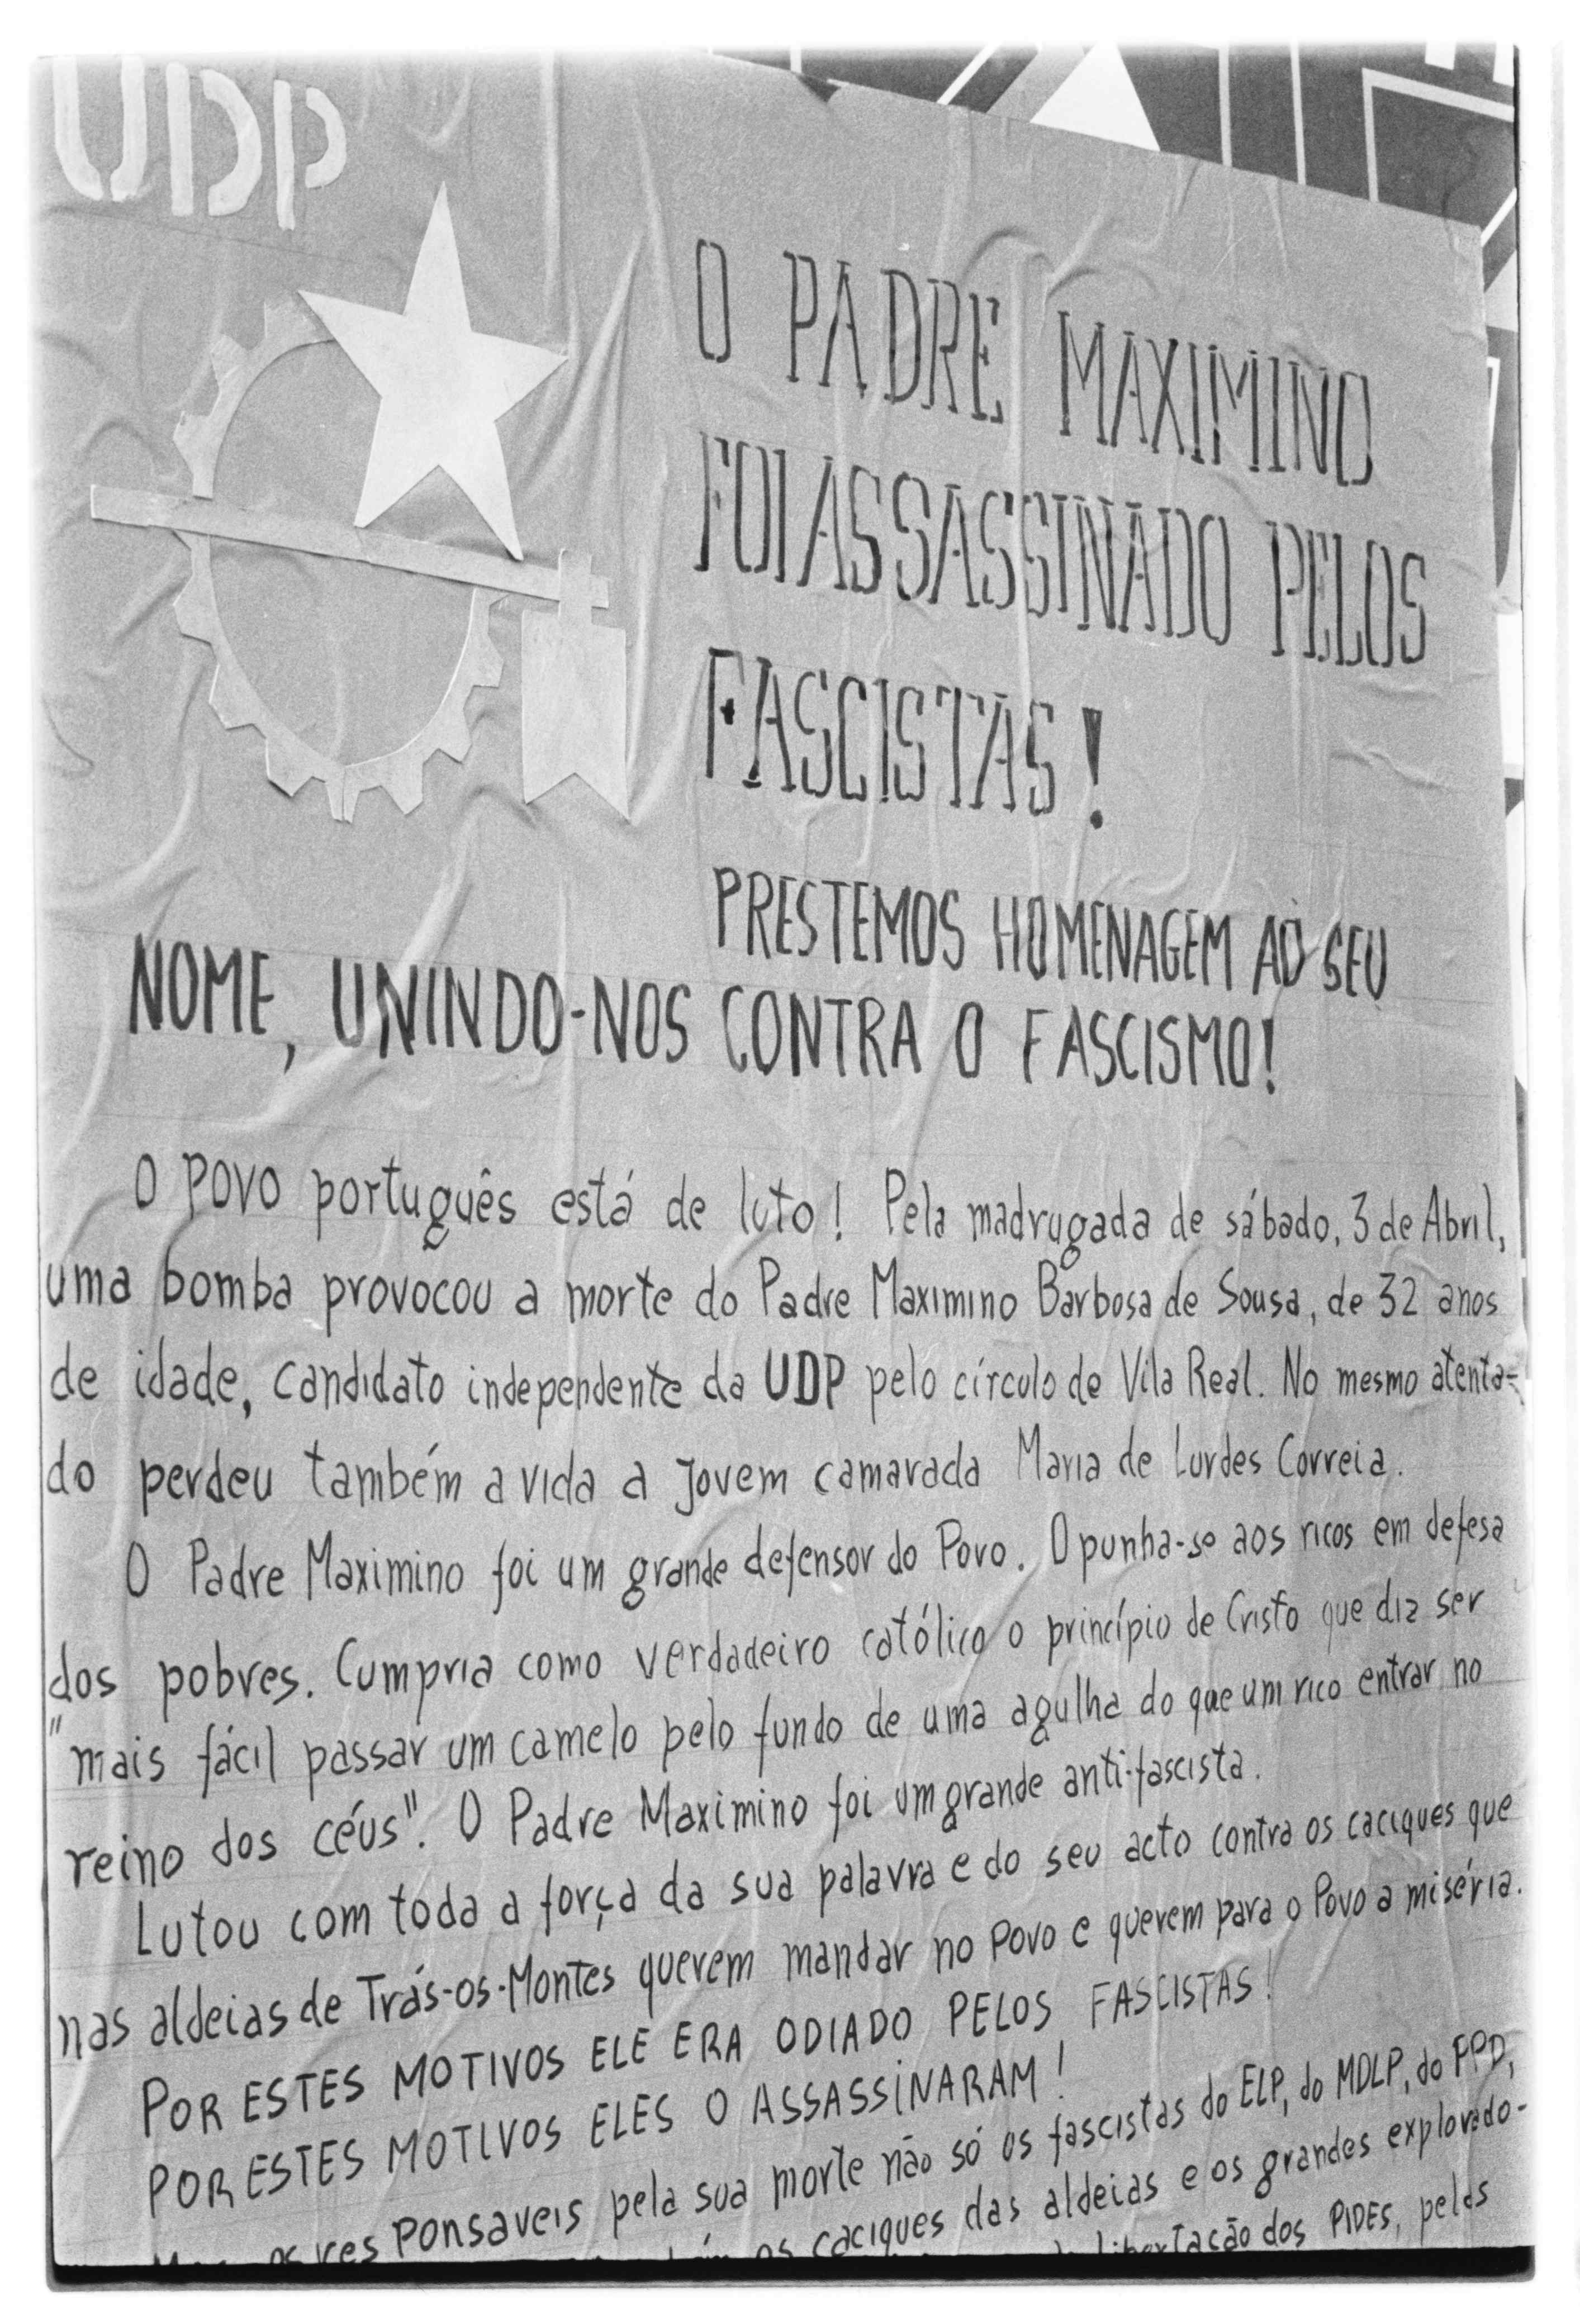 UDP
O PADRE MAXIMINO
FOI ASSASSINADO PELOS
FASCISTAS!
PRESTEMOS HOMENAGEM AO SEU
NOME, UNINDO-NOS CONTRA O FASCISMO!
O POVO português está de luto! Pela madrugada de sábado, 3 de Abril,
uma bomba provocou a morte do Padre Maximino Barbosa de Sousa, de 32 anos
de idade, candidato independente da UDP pelo círculo de Vila Real. No mesmo atenta-
do perdeu também a vida a jovem camarada Maria de Lurdes Correia.
O Padre Maximino foi um grande defensor do Povo. Opunha-se aos ricos em defesa
dos pobres. Cumpria como verdadeiro católico o princípio de Cristo que diz ser
"mais fácil passar um camelo pelo fundo de uma agulha do que um rico entrar no
reino dos céus". O Padre Maximino foi um grande anti-fascista.
Lutou com toda a força da sua palavra e do seu acto contra os caciques que
nas aldeias de Trás-os-Montes querem mandar no Povo e querem para o Povo a miséria.
POR ESTES MOTIVOS ELE ERA ODIADO PELOS FASCISTAS!
POR ESTES MOTIVOS ELES O ASSASSINARAM!
os responsaveis pela sua morte não só os fascistas do ELP, do MDLP, do PPD,
os caciques das aldeias e os grandes explorado-
libertação dos PIDES, pelas